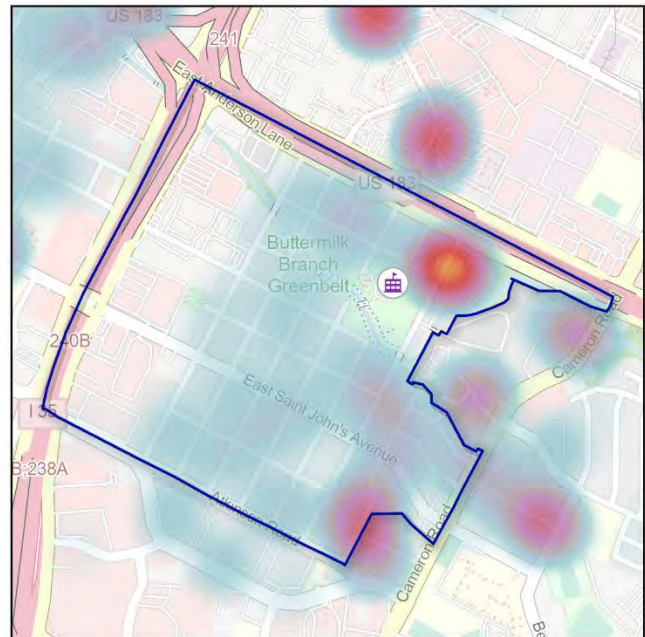 US 183
241
East Anderson Lane
US 183
Buttermilk
Branch
Greenbelt
Cameron Road
240B
East Saint John's Avenue
I 35
B;238A
Atkinson Road
Cameron Road
Be